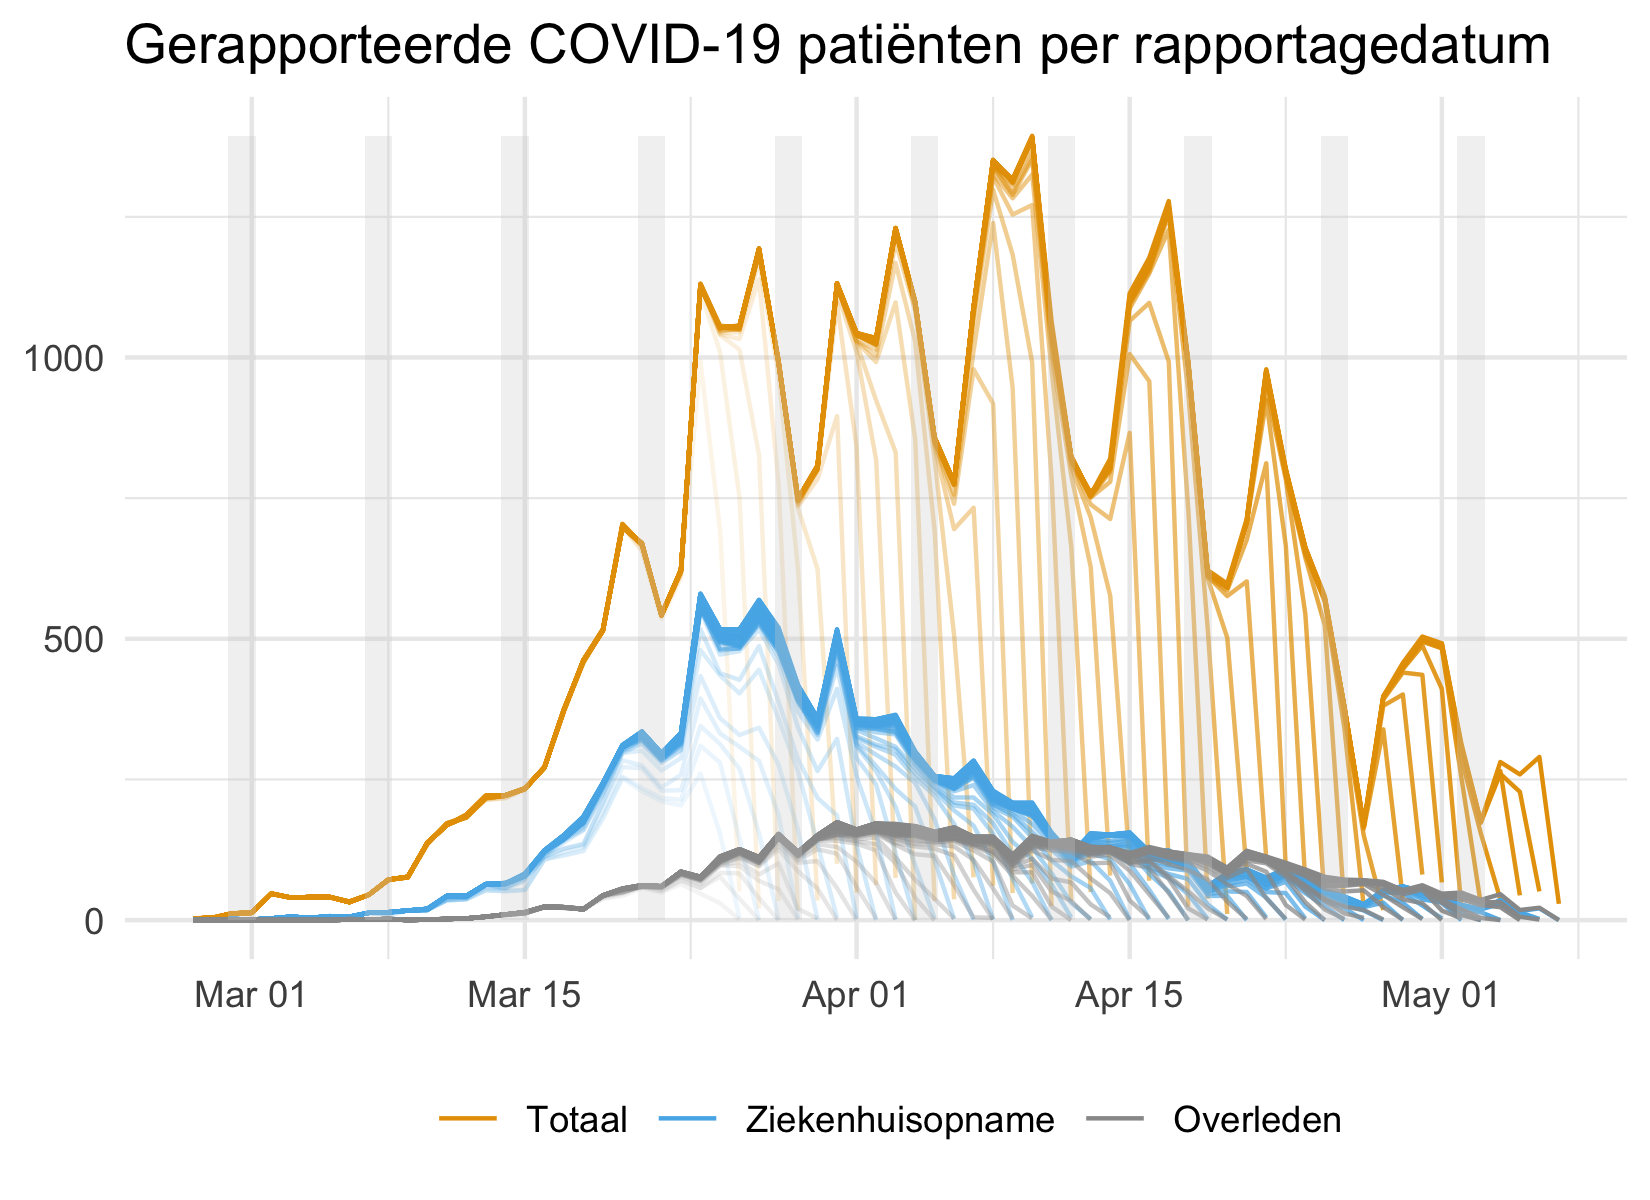 Gerapporteerde COVID-19 patiënten per rapportagedatum
1000
500
0
Mar 01 Mar 15 Apr 01 Apr 15 May 01
Totaal Ziekenhuisopname Overleden